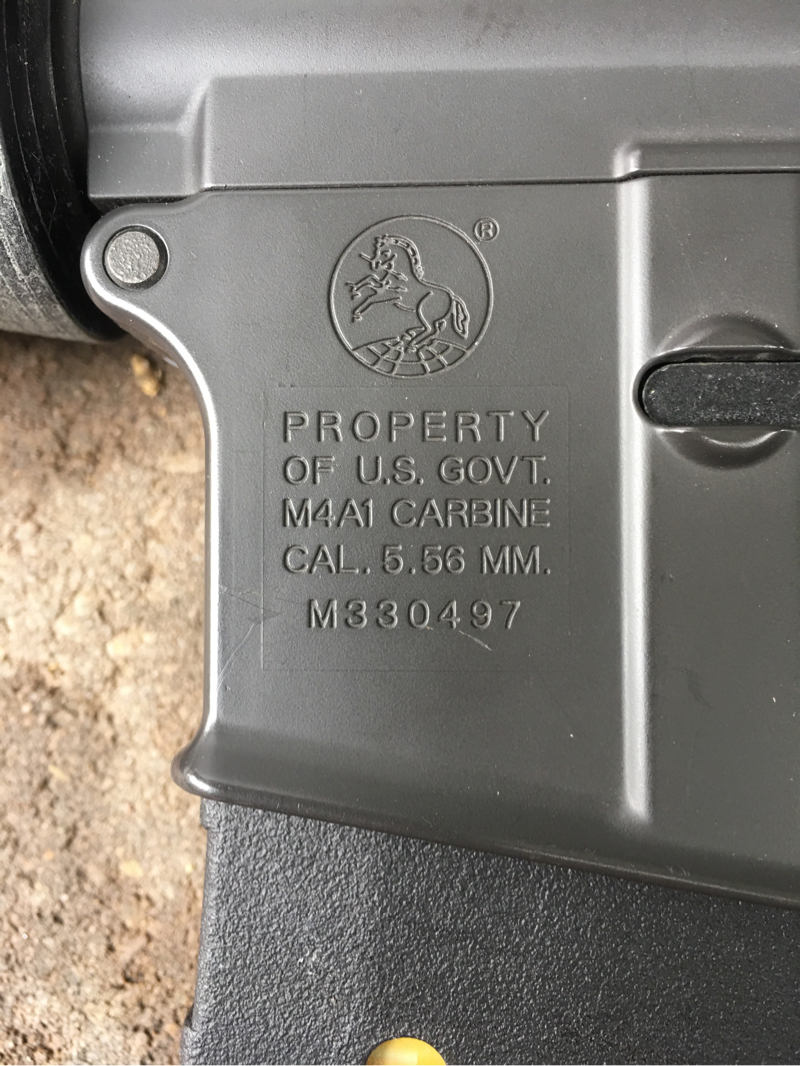 ®
PROPERTY
OF U.S. GOVT.
M4A1 CARBINE
CAL. 5.56 MM.
M330497